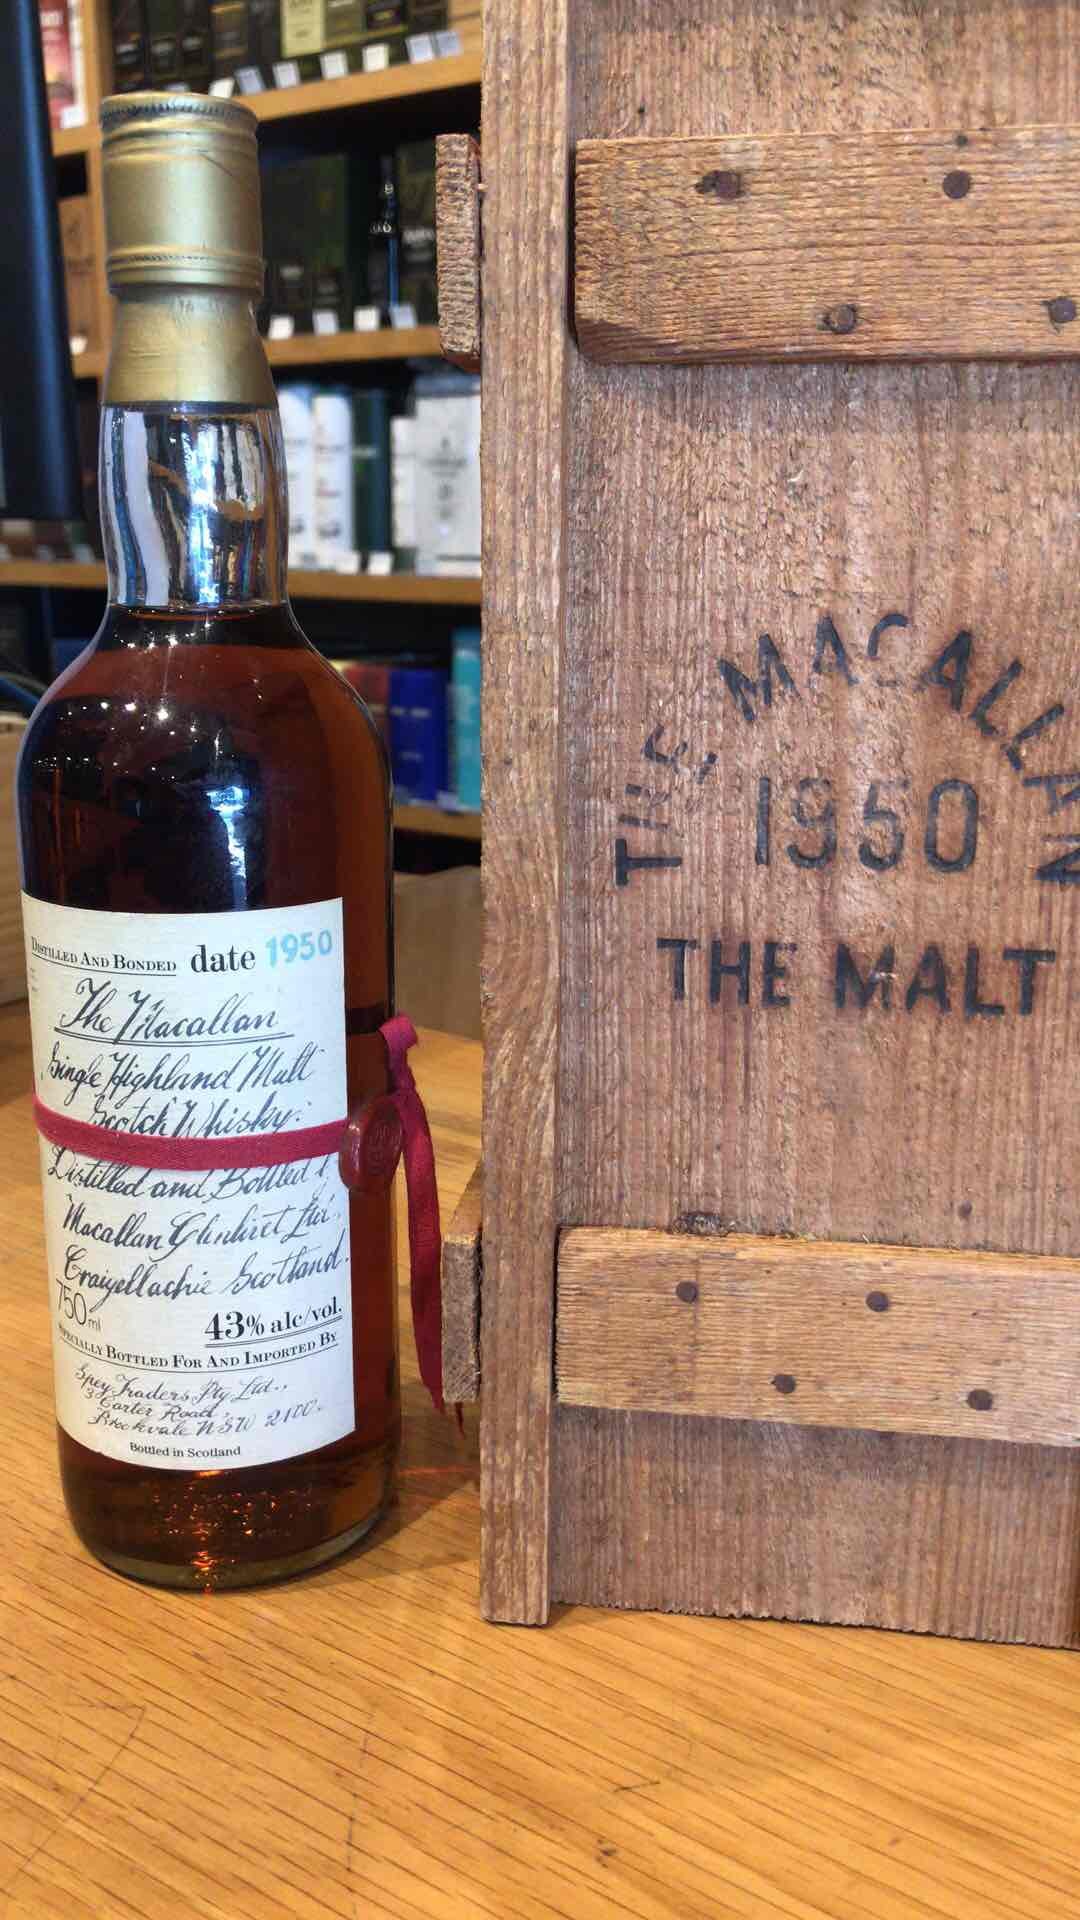 DISTILLED AND BONDED date 1950
The Macallan
Single Highland Malt
Scotch Whisky.
Distilled and Bottled
Macallan Glenlivet Ltd.,
Craigellachie Scotland.
750ml
43% alc/vol.
SPECIALLY BOTTLED FOR AND IMPORTED BY
Spey Traders Pty Ltd.,
3 Carter Road,
Brookvale NSW 2100.
Bottled in Scotland
THE MACALLAN
1950
THE MALT